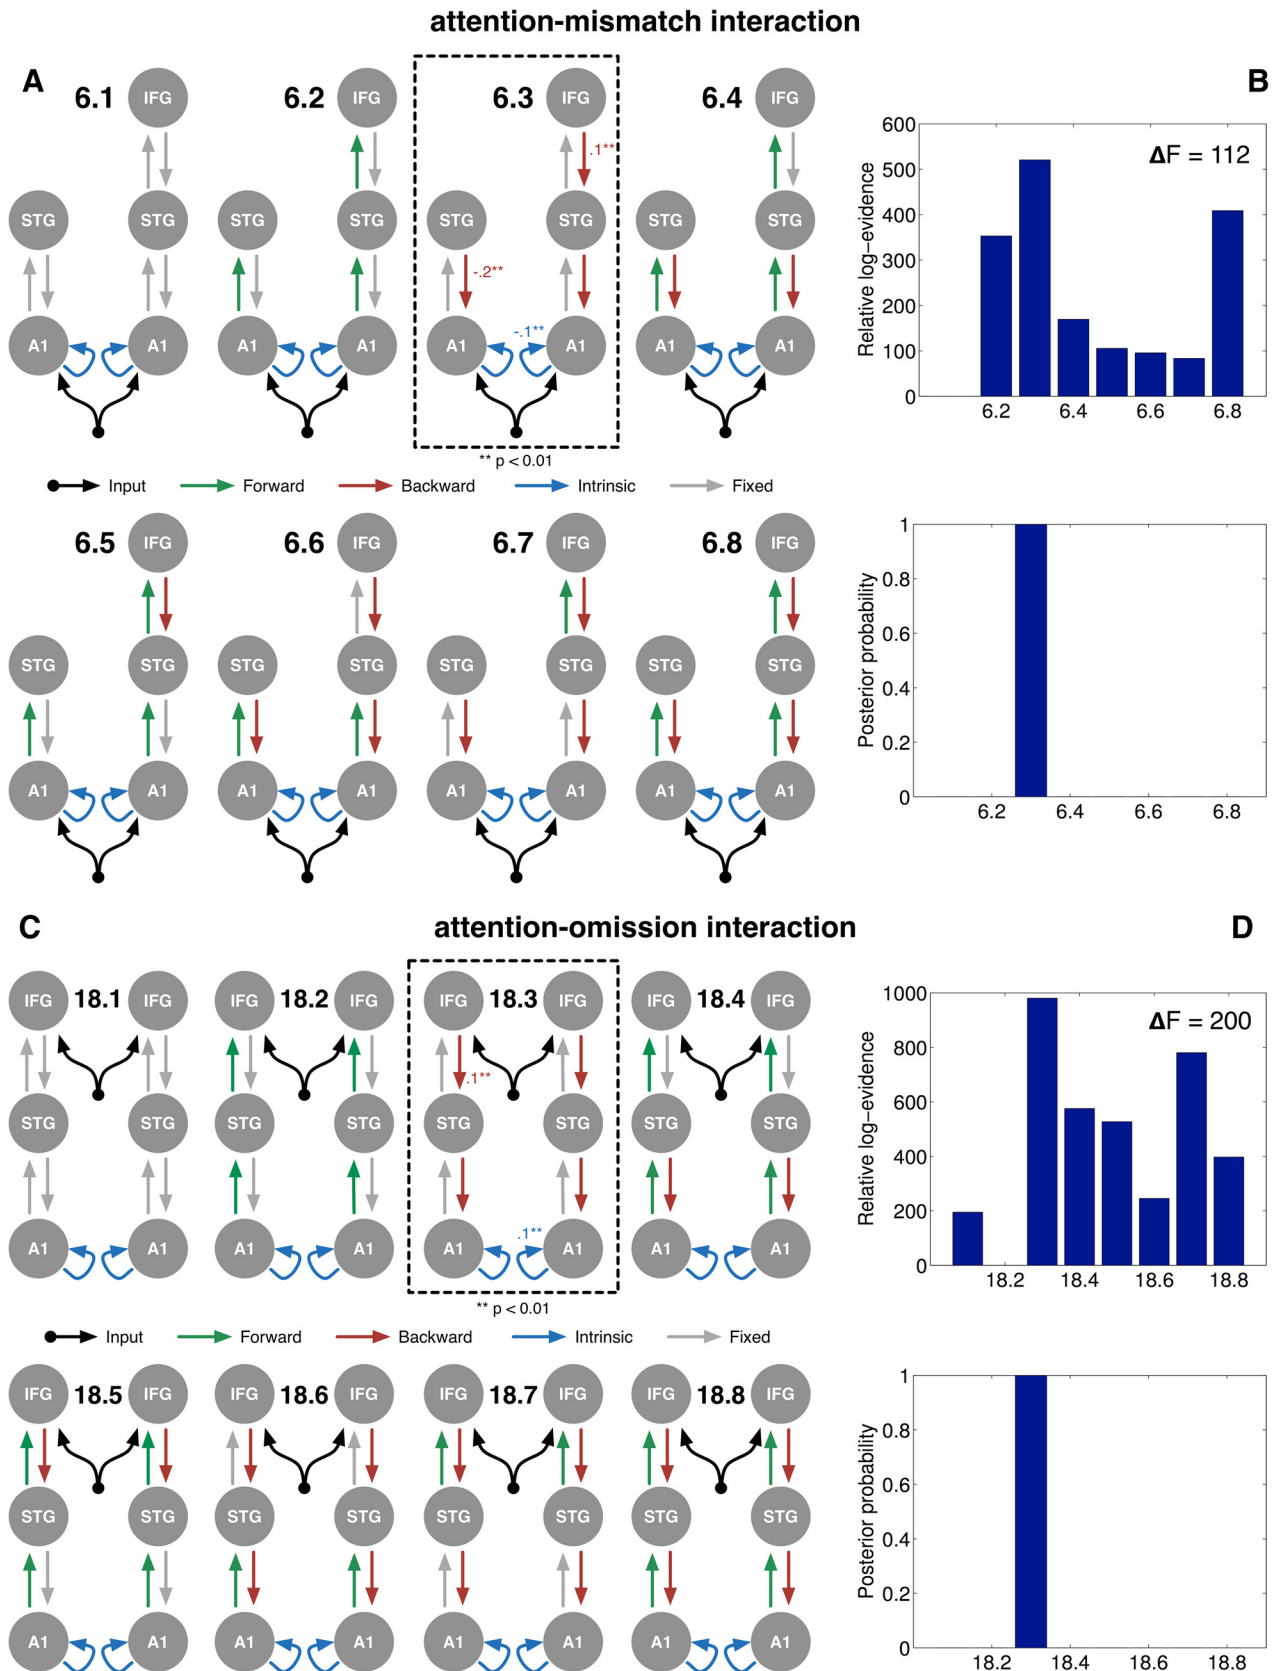 attention-mismatch interaction
A
B
6.1 IFG 6.2 IFG 6.3 IFG 6.4 IFG
.1**
STG STG STG STG STG STG STG STG
-.2**
-.1**
A1 A1 A1 A1 A1 A1 A1 A1
** p < 0.01
Input Forward Backward Intrinsic Fixed
6.5 IFG 6.6 IFG 6.7 IFG 6.8 IFG
STG STG STG STG STG STG STG STG
A1 A1 A1 A1 A1 A1 A1 A1
ΔF = 112
Relative log-evidence
600
500
400
300
200
100
0
6.2 6.4 6.6 6.8
Posterior probability
1
0.8
0.6
0.4
0.2
0
6.2 6.4 6.6 6.8
attention-omission interaction
C
D
IFG 18.1 IFG IFG 18.2 IFG IFG 18.3 IFG IFG 18.4 IFG
.1**
STG STG STG STG STG STG STG STG
.1**
A1 A1 A1 A1 A1 A1 A1 A1
** p < 0.01
Input Forward Backward Intrinsic Fixed
IFG 18.5 IFG IFG 18.6 IFG IFG 18.7 IFG IFG 18.8 IFG
STG STG STG STG STG STG STG STG
A1 A1 A1 A1 A1 A1 A1 A1
ΔF = 200
Relative log-evidence
1000
800
600
400
200
0
18.2 18.4 18.6 18.8
Posterior probability
1
0.8
0.6
0.4
0.2
0
18.2 18.4 18.6 18.8